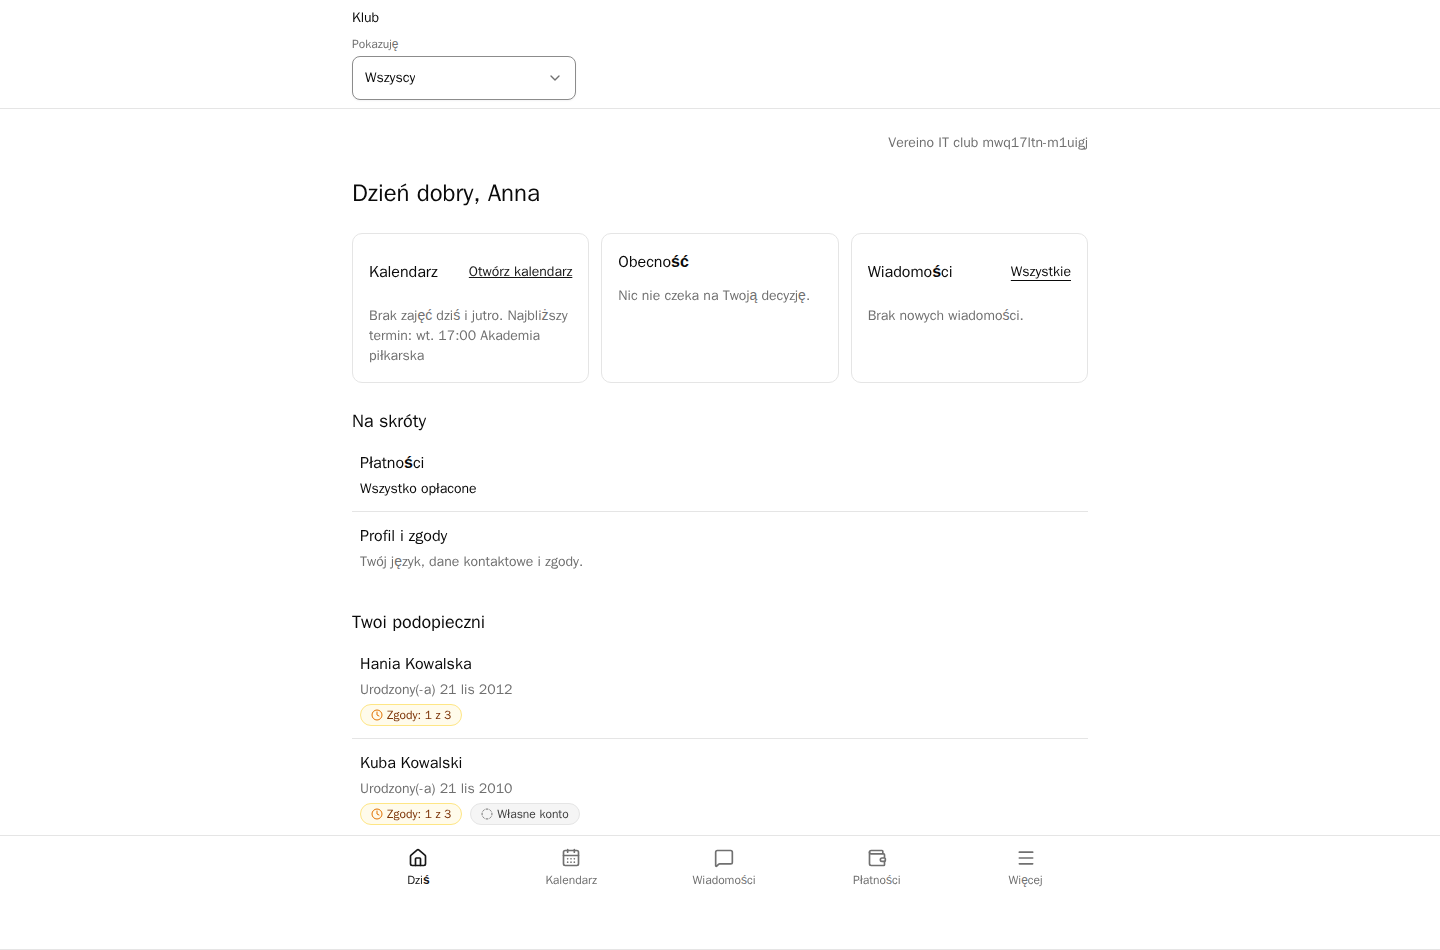 Klub
Pokazuję
Wszyscy
Vereino IT club mwq17ltn-m1uigj
Dzień dobry, Anna
Kalendarz
Otwórz kalendarz
Brak zajęć dziś i jutro. Najbliższy
termin: wt. 17:00 Akademia
piłkarska
Obecność
Nic nie czeka na Twoją decyzję.
Wiadomości
Wszystkie
Brak nowych wiadomości.
Na skróty
Płatności
Wszystko opłacone
Profil i zgody
Twój język, dane kontaktowe i zgody.
Twoi podopieczni
Hania Kowalska
Urodzony(-a) 21 lis 2012
Zgody: 1 z 3
Kuba Kowalski
Urodzony(-a) 21 lis 2010
Zgody: 1 z 3
Własne konto
Dziś
Kalendarz
Wiadomości
Płatności
Więcej